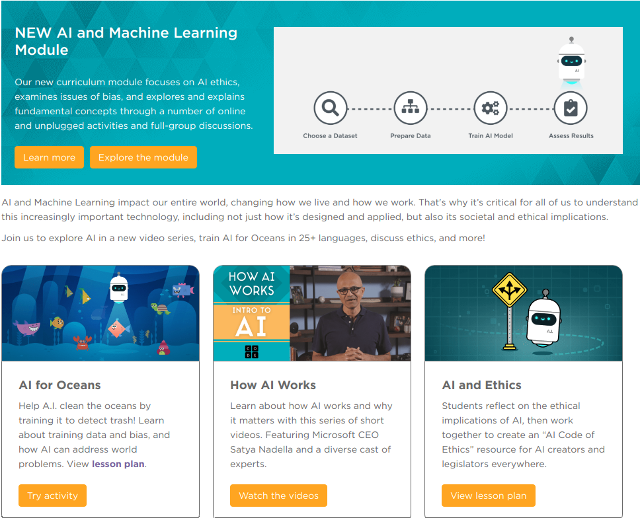 NEW AI and Machine Learning
Module
Our new curriculum module focuses on AI ethics,
examines issues of bias, and explores and explains
fundamental concepts through a number of online
and unplugged activities and full-group discussions.
Learn more
Explore the module
A.I.
Choose a Dataset
Prepare Data
Train AI Model
Assess Results
AI and Machine Learning impact our entire world, changing how we live and how we work. That's why it's critical for all of us to understand
this increasingly important technology, including not just how it's designed and applied, but also its societal and ethical implications.
Join us to explore AI in a new video series, train AI for Oceans in 25+ languages, discuss ethics, and more!
AI for Oceans
Help A.I. clean the oceans by
training it to detect trash! Learn
about training data and bias, and
how AI can address world
problems. View lesson plan.
Try activity
HOW AI
WORKS
INTRO TO
AI
CO
DE
How AI Works
Learn about how AI works and why
it matters with this series of short
videos. Featuring Microsoft CEO
Satya Nadella and a diverse cast of
experts.
Watch the videos
A.I.
AI and Ethics
Students reflect on the ethical
implications of AI, then work
together to create an “AI Code of
Ethics” resource for AI creators and
legislators everywhere.
View lesson plan